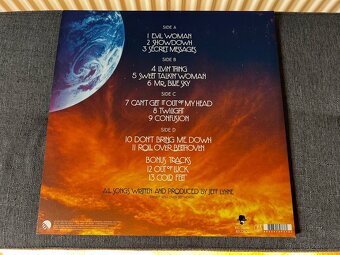 SIDE A
1 EVIL WOMAN
2 SHOWDOWN
3 SECRET MESSAGES
SIDE B
4 LIVIN' THING
5 SWEET TALKIN' WOMAN
6 MR. BLUE SKY
SIDE C
7 CAN'T GET IT OUT OF MY HEAD
8 TWILIGHT
9 CONFUSION
SIDE D
10 DON'T BRING ME DOWN
11 ROLL OVER BEETHOVEN
BONUS TRACKS
12 OUT OF LUCK
13 COLD FEET
ALL SONGS WRITTEN AND PRODUCED BY JEFF LYNNE